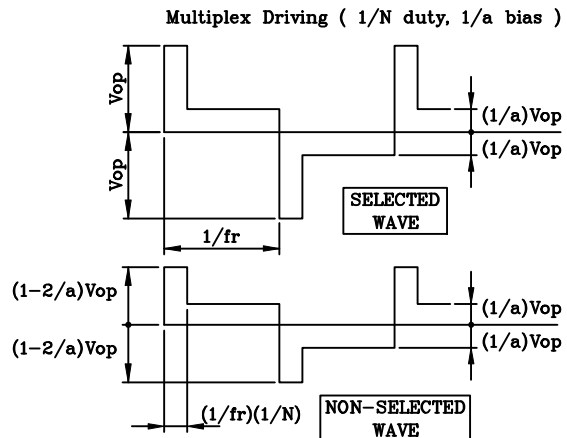 Multiplex Driving ( 1/N duty, 1/a bias )
Vop
(1/a)Vop
(1/a)Vop
Vop
SELECTED
WAVE
1/fr
(1-2/a)Vop
(1/a)Vop
(1-2/a)Vop
(1/a)Vop
(1/fr)(1/N)
NON-SELECTED
WAVE